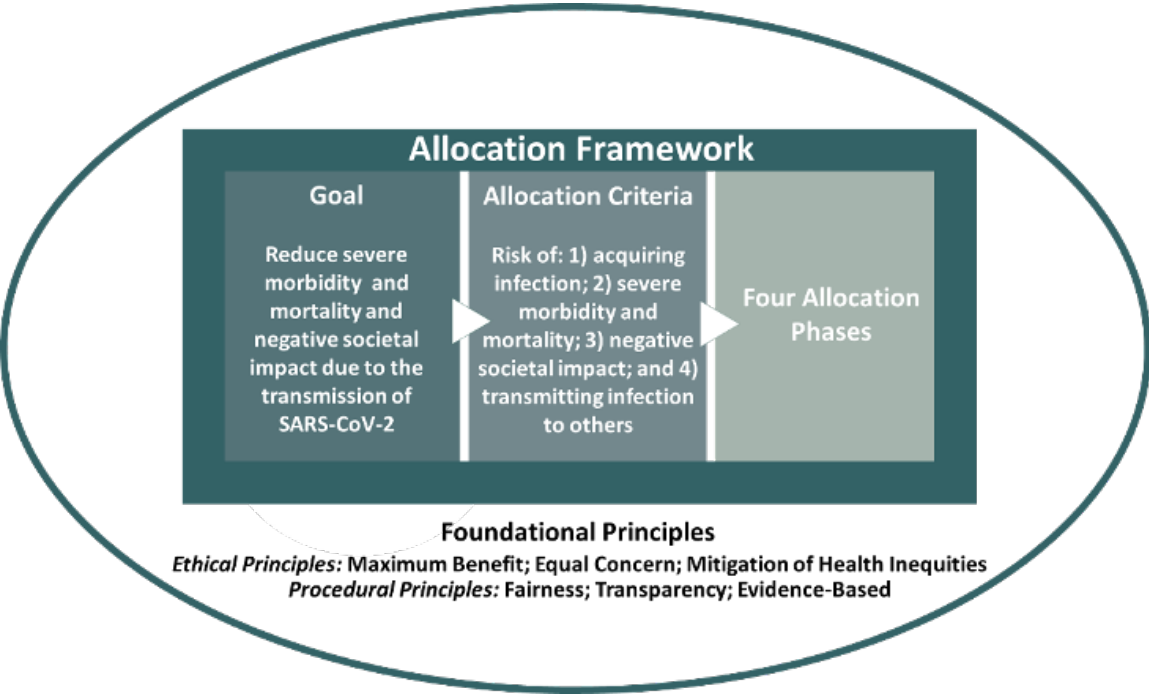 Allocation Framework
Goal
Reduce severe
morbidity and
mortality and
negative societal
impact due to the
transmission of
SARS-CoV-2
Allocation Criteria
Risk of: 1) acquiring
infection; 2) severe
morbidity and
mortality; 3) negative
societal impact; and 4)
transmitting infection
to others
Four Allocation
Phases
Foundational Principles
Ethical Principles: Maximum Benefit; Equal Concern; Mitigation of Health Inequities
Procedural Principles: Fairness; Transparency; Evidence-Based